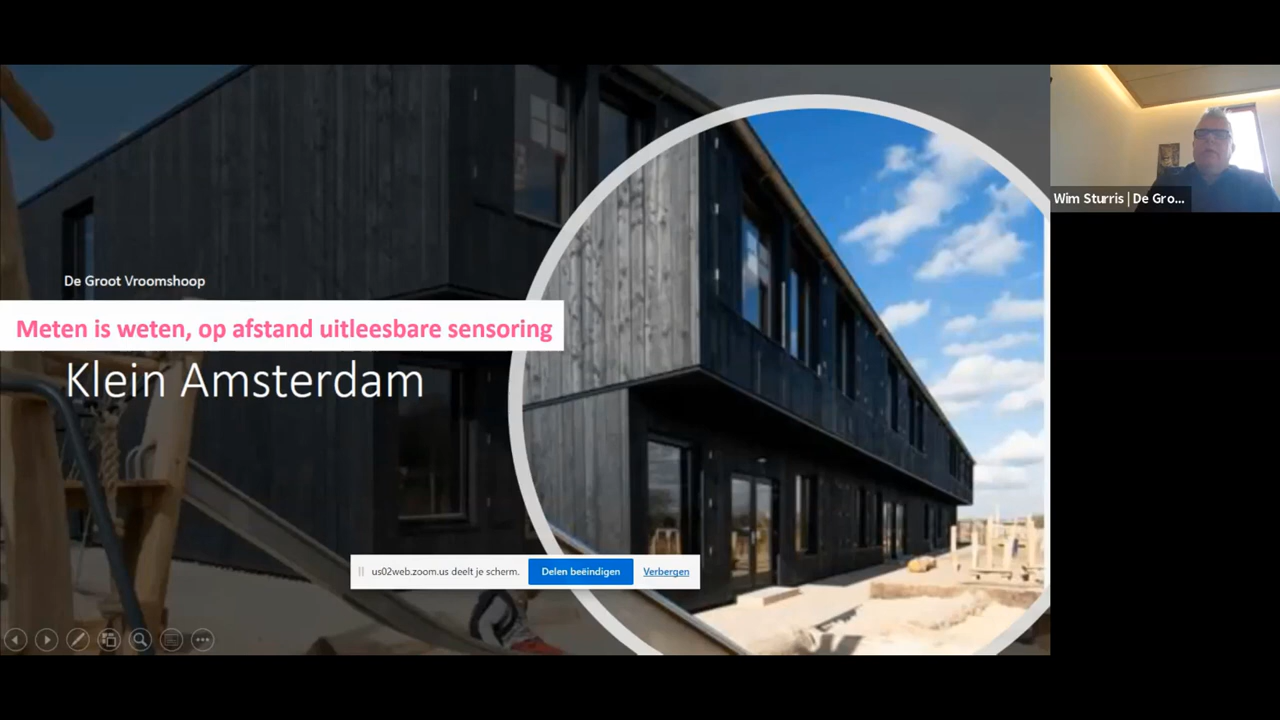 De Groot Vroomshoop
Meten is weten, op afstand uitleesbare sensoring
Klein Amsterdam
us02web.zoom.us deelt je scherm.
Delen beëindigen
Verbergen
Wim Sturris | De Gro...